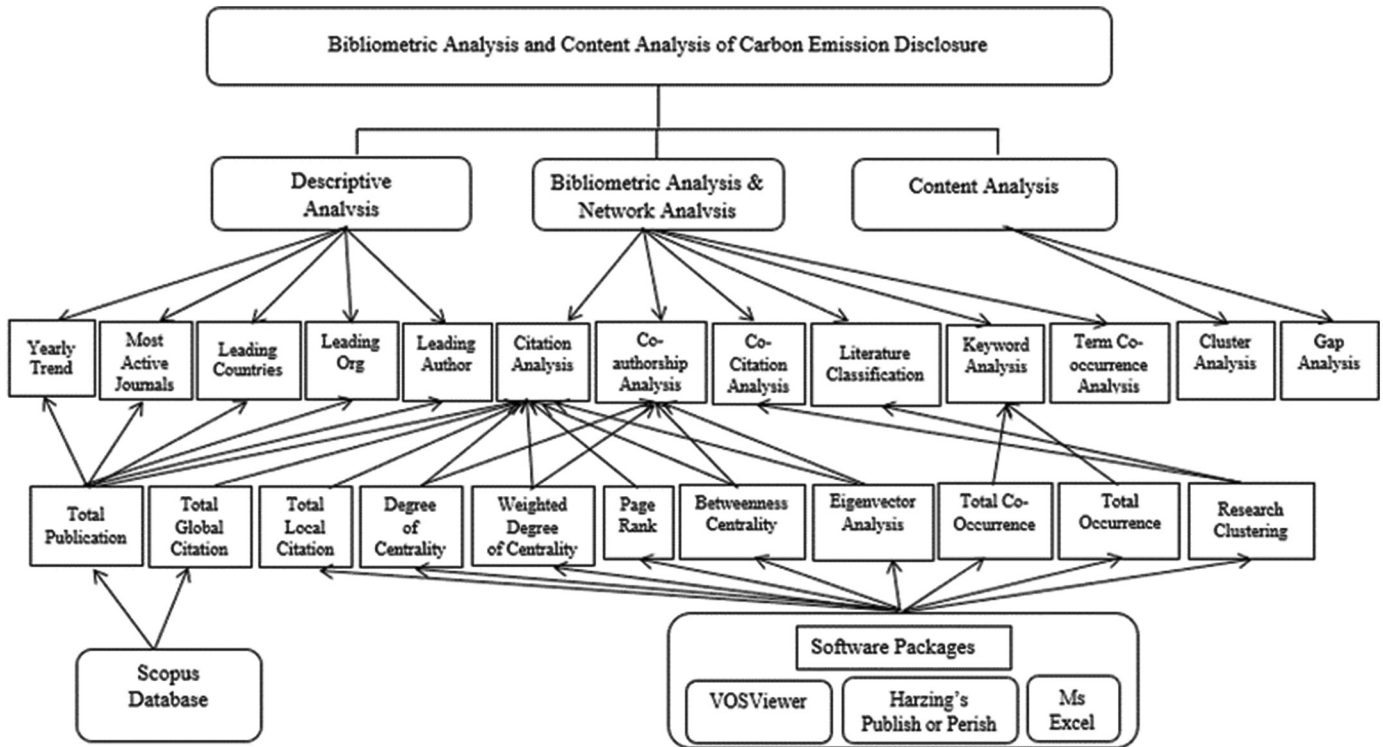 Bibliometric Analysis and Content Analysis of Carbon Emission Disclosure
Descriptive
Analvsis
Bibliometric Analysis &
Network Analvsis
Content Analysis
Yearly
Trend
Most
Active
Journals
Leading
Countries
Leading
Org
Leading
Author
Citation
Analysis
Co-
authorship
Analysis
Co-
Citation
Analysis
Literature
Classification
Keyword
Analysis
Term Co-
occurrence
Analysis
Cluster
Analysis
Gap
Analysis
Total
Publication
Total
Global
Citation
Total
Local
Citation
Degree
of
Centrality
Weighted
Degree
of Centrality
Page
Rank
Betweenness
Centrality
Eigenvector
Analysis
Total Co-
Occurrence
Total
Occurrence
Research
Clustering
Scopus
Database
Software Packages
VOSViewer
Harzing's
Publish or Perish
Ms
Excel